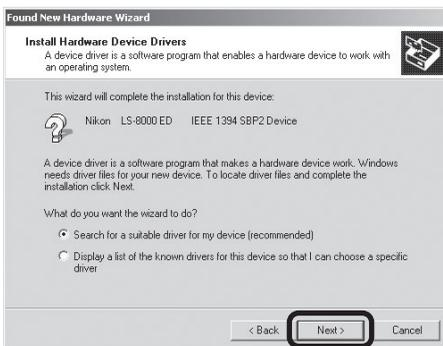 Found New Hardware Wizard
Install Hardware Device Drivers
A device driver is a software program that enables a hardware device to work with
an operating system.
This wizard will complete the installation for this device:
Nikon LS-8000 ED IEEE 1394 SBP2 Device
A device driver is a software program that makes a hardware device work. Windows
needs driver files for your new device. To locate driver files and complete the
installation click Next.
What do you want the wizard to do?
Search for a suitable driver for my device (recommended)
Display a list of the known drivers for this device so that I can choose a specific
driver
< Back Next > Cancel